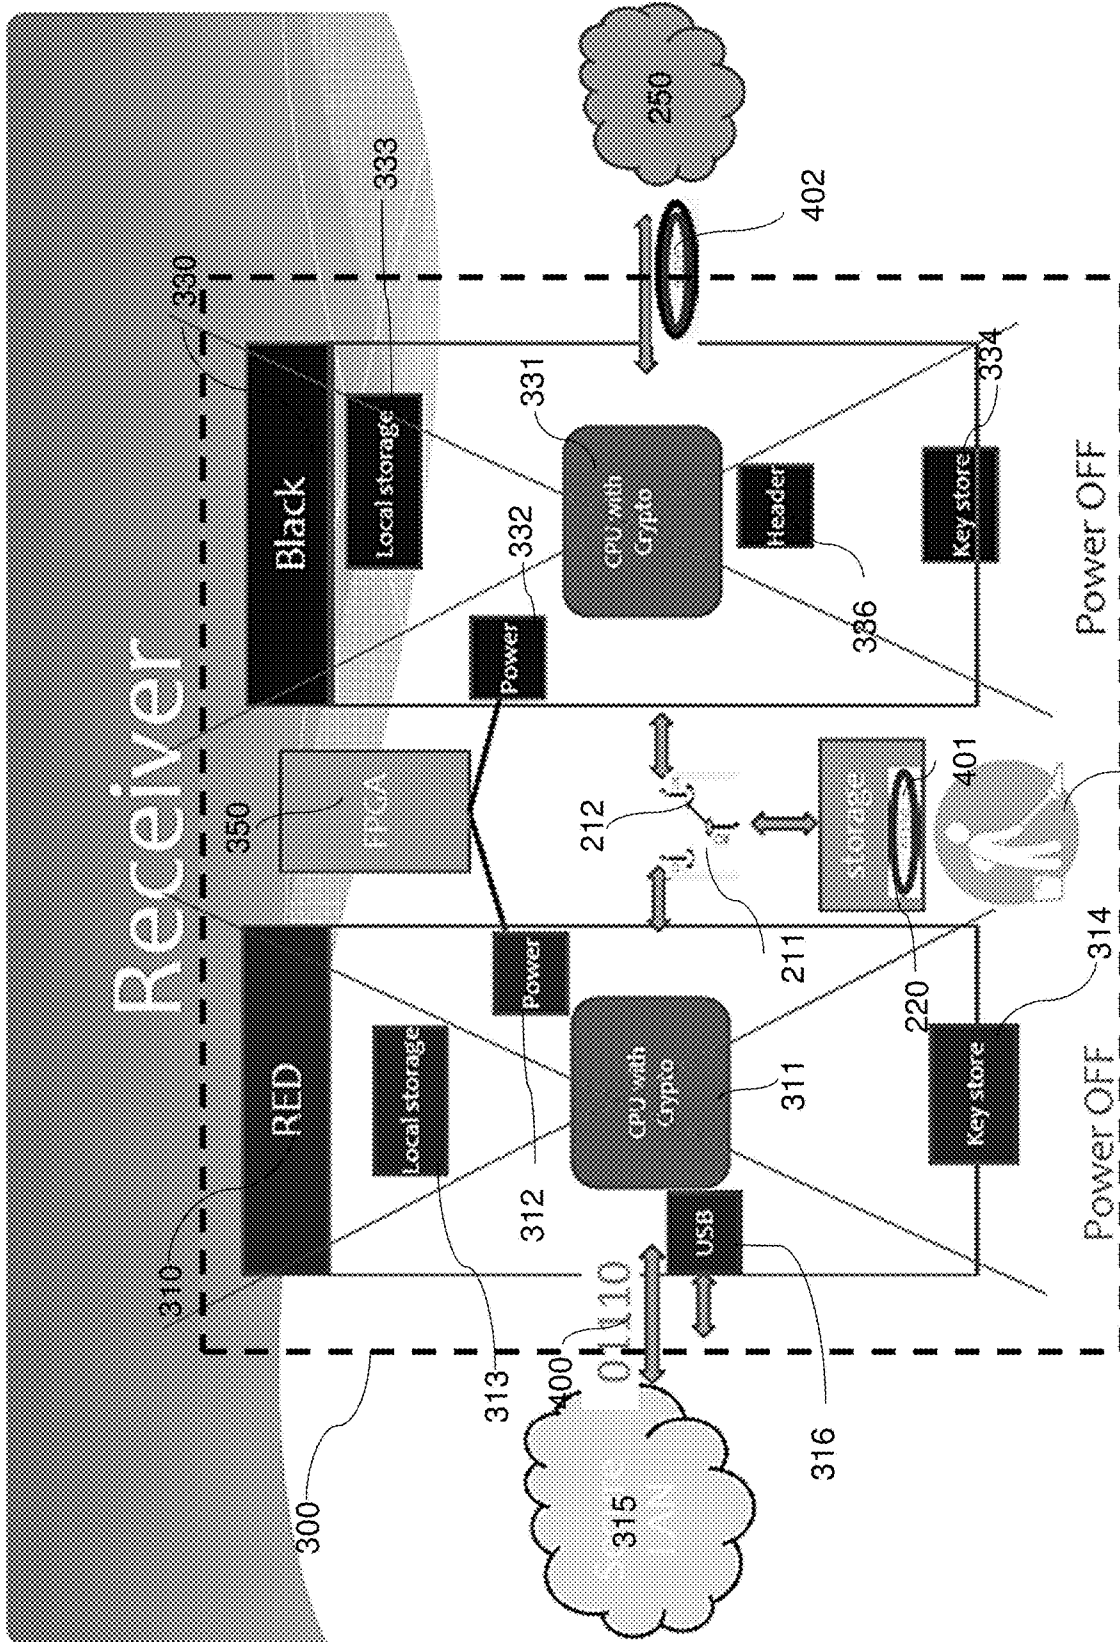 Receiver
300
310
RED
313
Local storage
312
Power
311
CPU with
Crypto
316
USB
315
400
01110
314
Key store
Power OFF
350
FPGA
212
211
220
storage
401
330
Black
333
Local storage
332
Power
331
CPU with
Crypto
336
Header
334
Key store
Power OFF
402
250